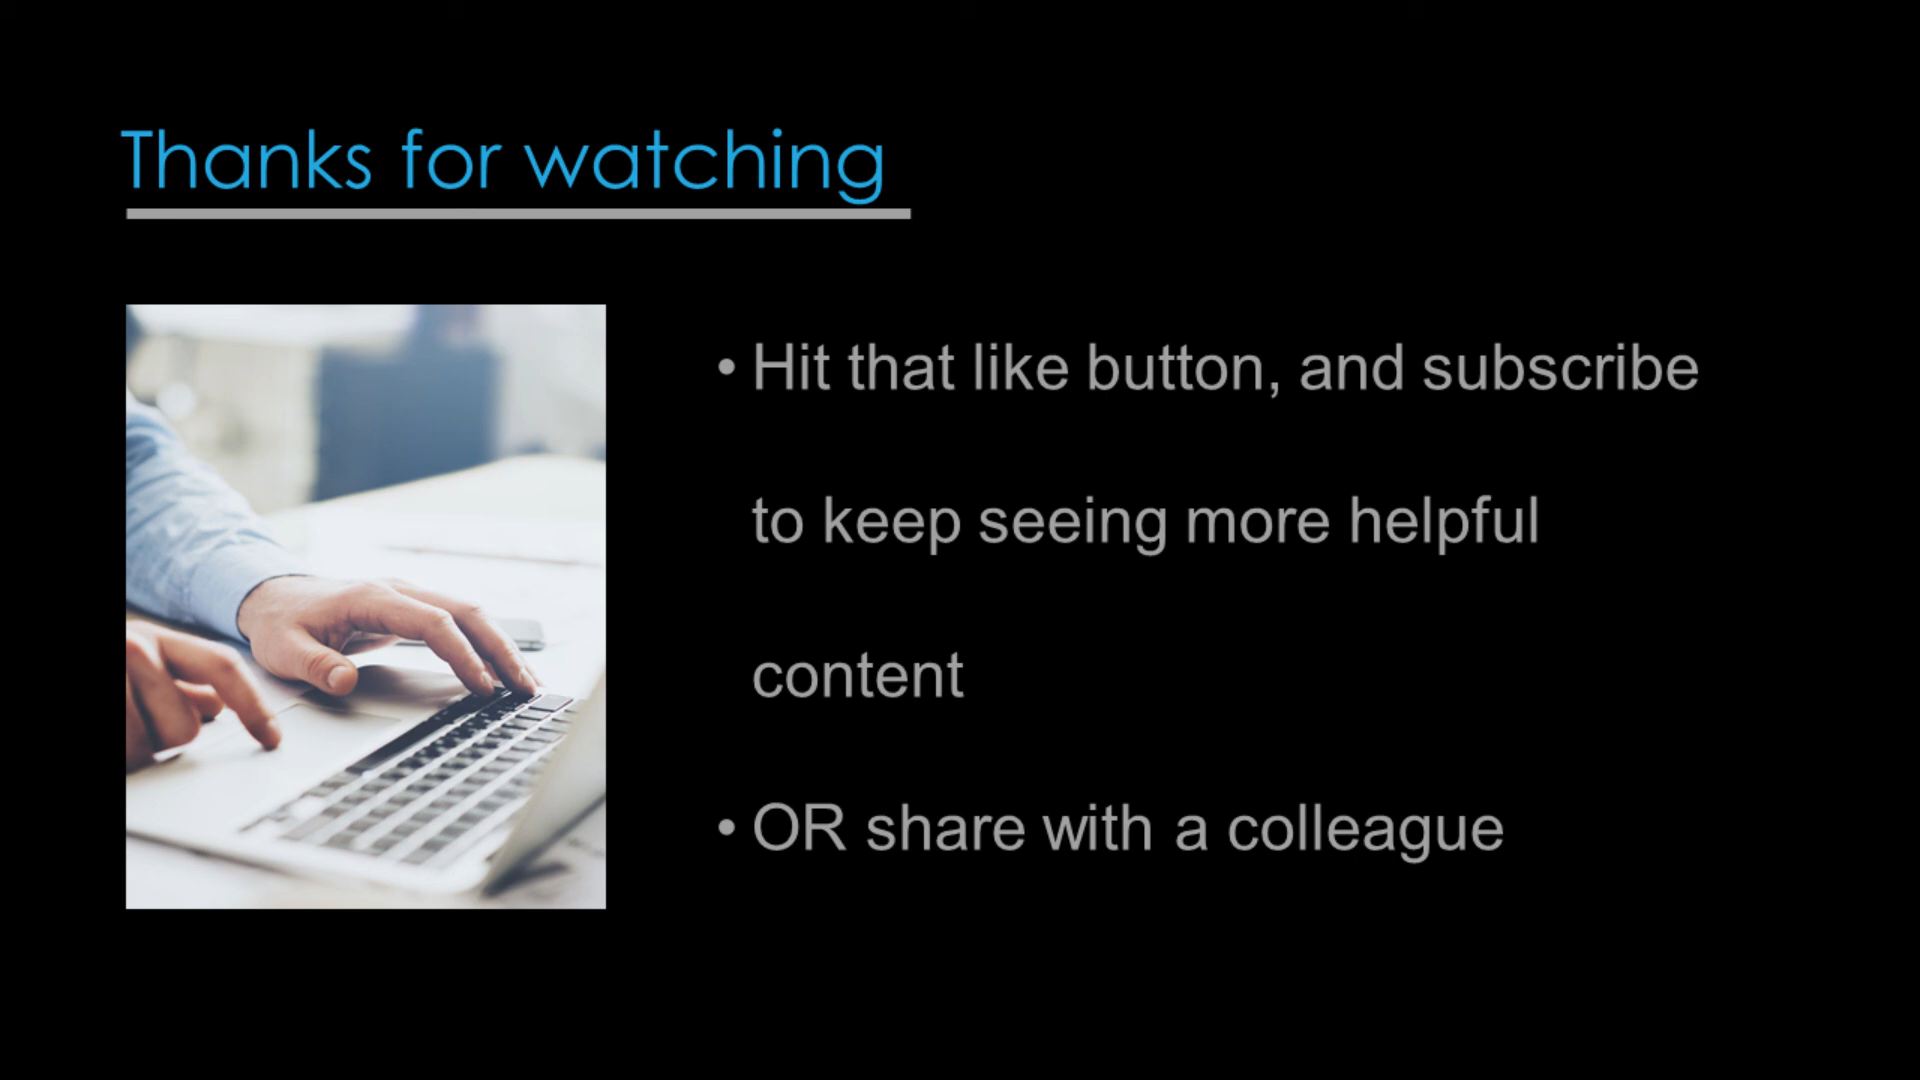 Thanks for watching
• Hit that like button, and subscribe
to keep seeing more helpful
content
• OR share with a colleague